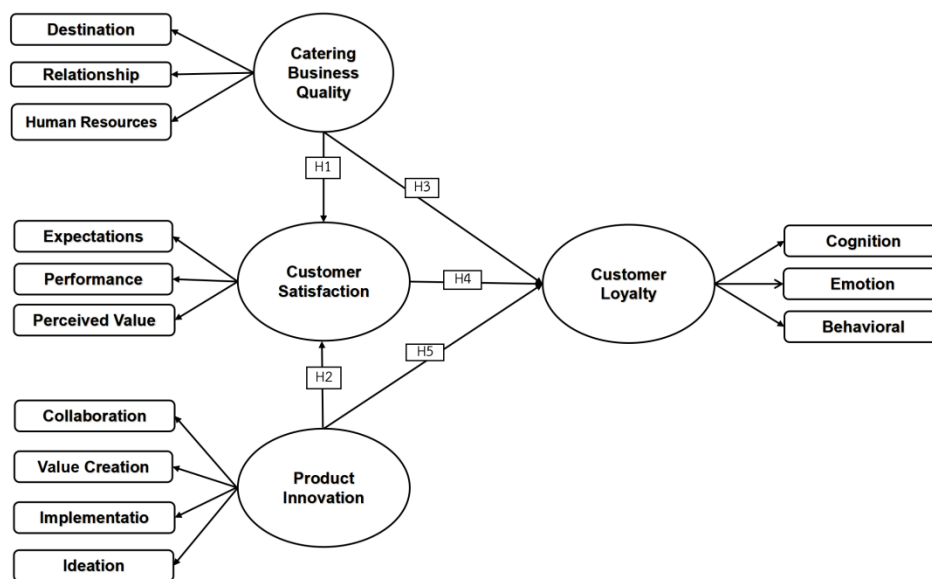 Destination
Relationship
Human Resources
Catering
Business
Quality
H1
H3
Expectations
Performance
Perceived Value
Customer
Satisfaction
H4
Customer
Loyalty
Cognition
Emotion
Behavioral
H2
H5
Collaboration
Value Creation
Implementatio
Ideation
Product
Innovation